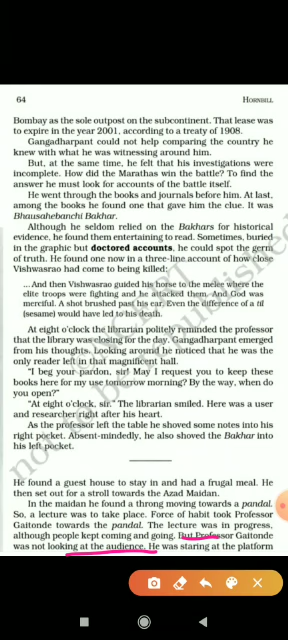 64
HORNBILL
Bombay as the sole outpost on the subcontinent. That lease was
to expire in the year 2001, according to a treaty of 1908.
Gangadharpant could not help comparing the country he
knew with what he was witnessing around him.
But, at the same time, he felt that his investigations were
incomplete. How did the Marathas win the battle? To find the
answer he must look for accounts of the battle itself.
He went through the books and journals before him. At last,
among the books he found one that gave him the clue. It was
Bhausahebanchi Bakhar.
Although he seldom relied on the Bakhars for historical
evidence, he found them entertaining to read. Sometimes, buried
in the graphic but doctored accounts, he could spot the germ
of truth. He found one now in a three-line account of how close
Vishwasrao had come to being killed:
...And then Vishwasrao guided his horse to the melee where the
elite troops were fighting and he attacked them. And God was
merciful. A shot brushed past his ear. Even the difference of a til
(sesame) would have led to his death.
At eight o'clock the librarian politely reminded the professor
that the library was closing for the day. Gangadharpant emerged
from his thoughts. Looking around he noticed that he was the
only reader left in that magnificent hall.
"I beg your pardon, sir! May I request you to keep these
books here for my use tomorrow morning? By the way, when do
you open?"
"At eight o'clock, sir." The librarian smiled. Here was a user
and researcher right after his heart.
As the professor left the table he shoved some notes into his
right pocket. Absent-mindedly, he also shoved the Bakhar into
his left pocket.
He found a guest house to stay in and had a frugal meal. He
then set out for a stroll towards the Azad Maidan.
In the maidan he found a throng moving towards a pandal.
So, a lecture was to take place. Force of habit took Professor
Gaitonde towards the pandal. The lecture was in progress,
although people kept coming and going. But Professor Gaitonde
was not looking at the audience. He was staring at the platform